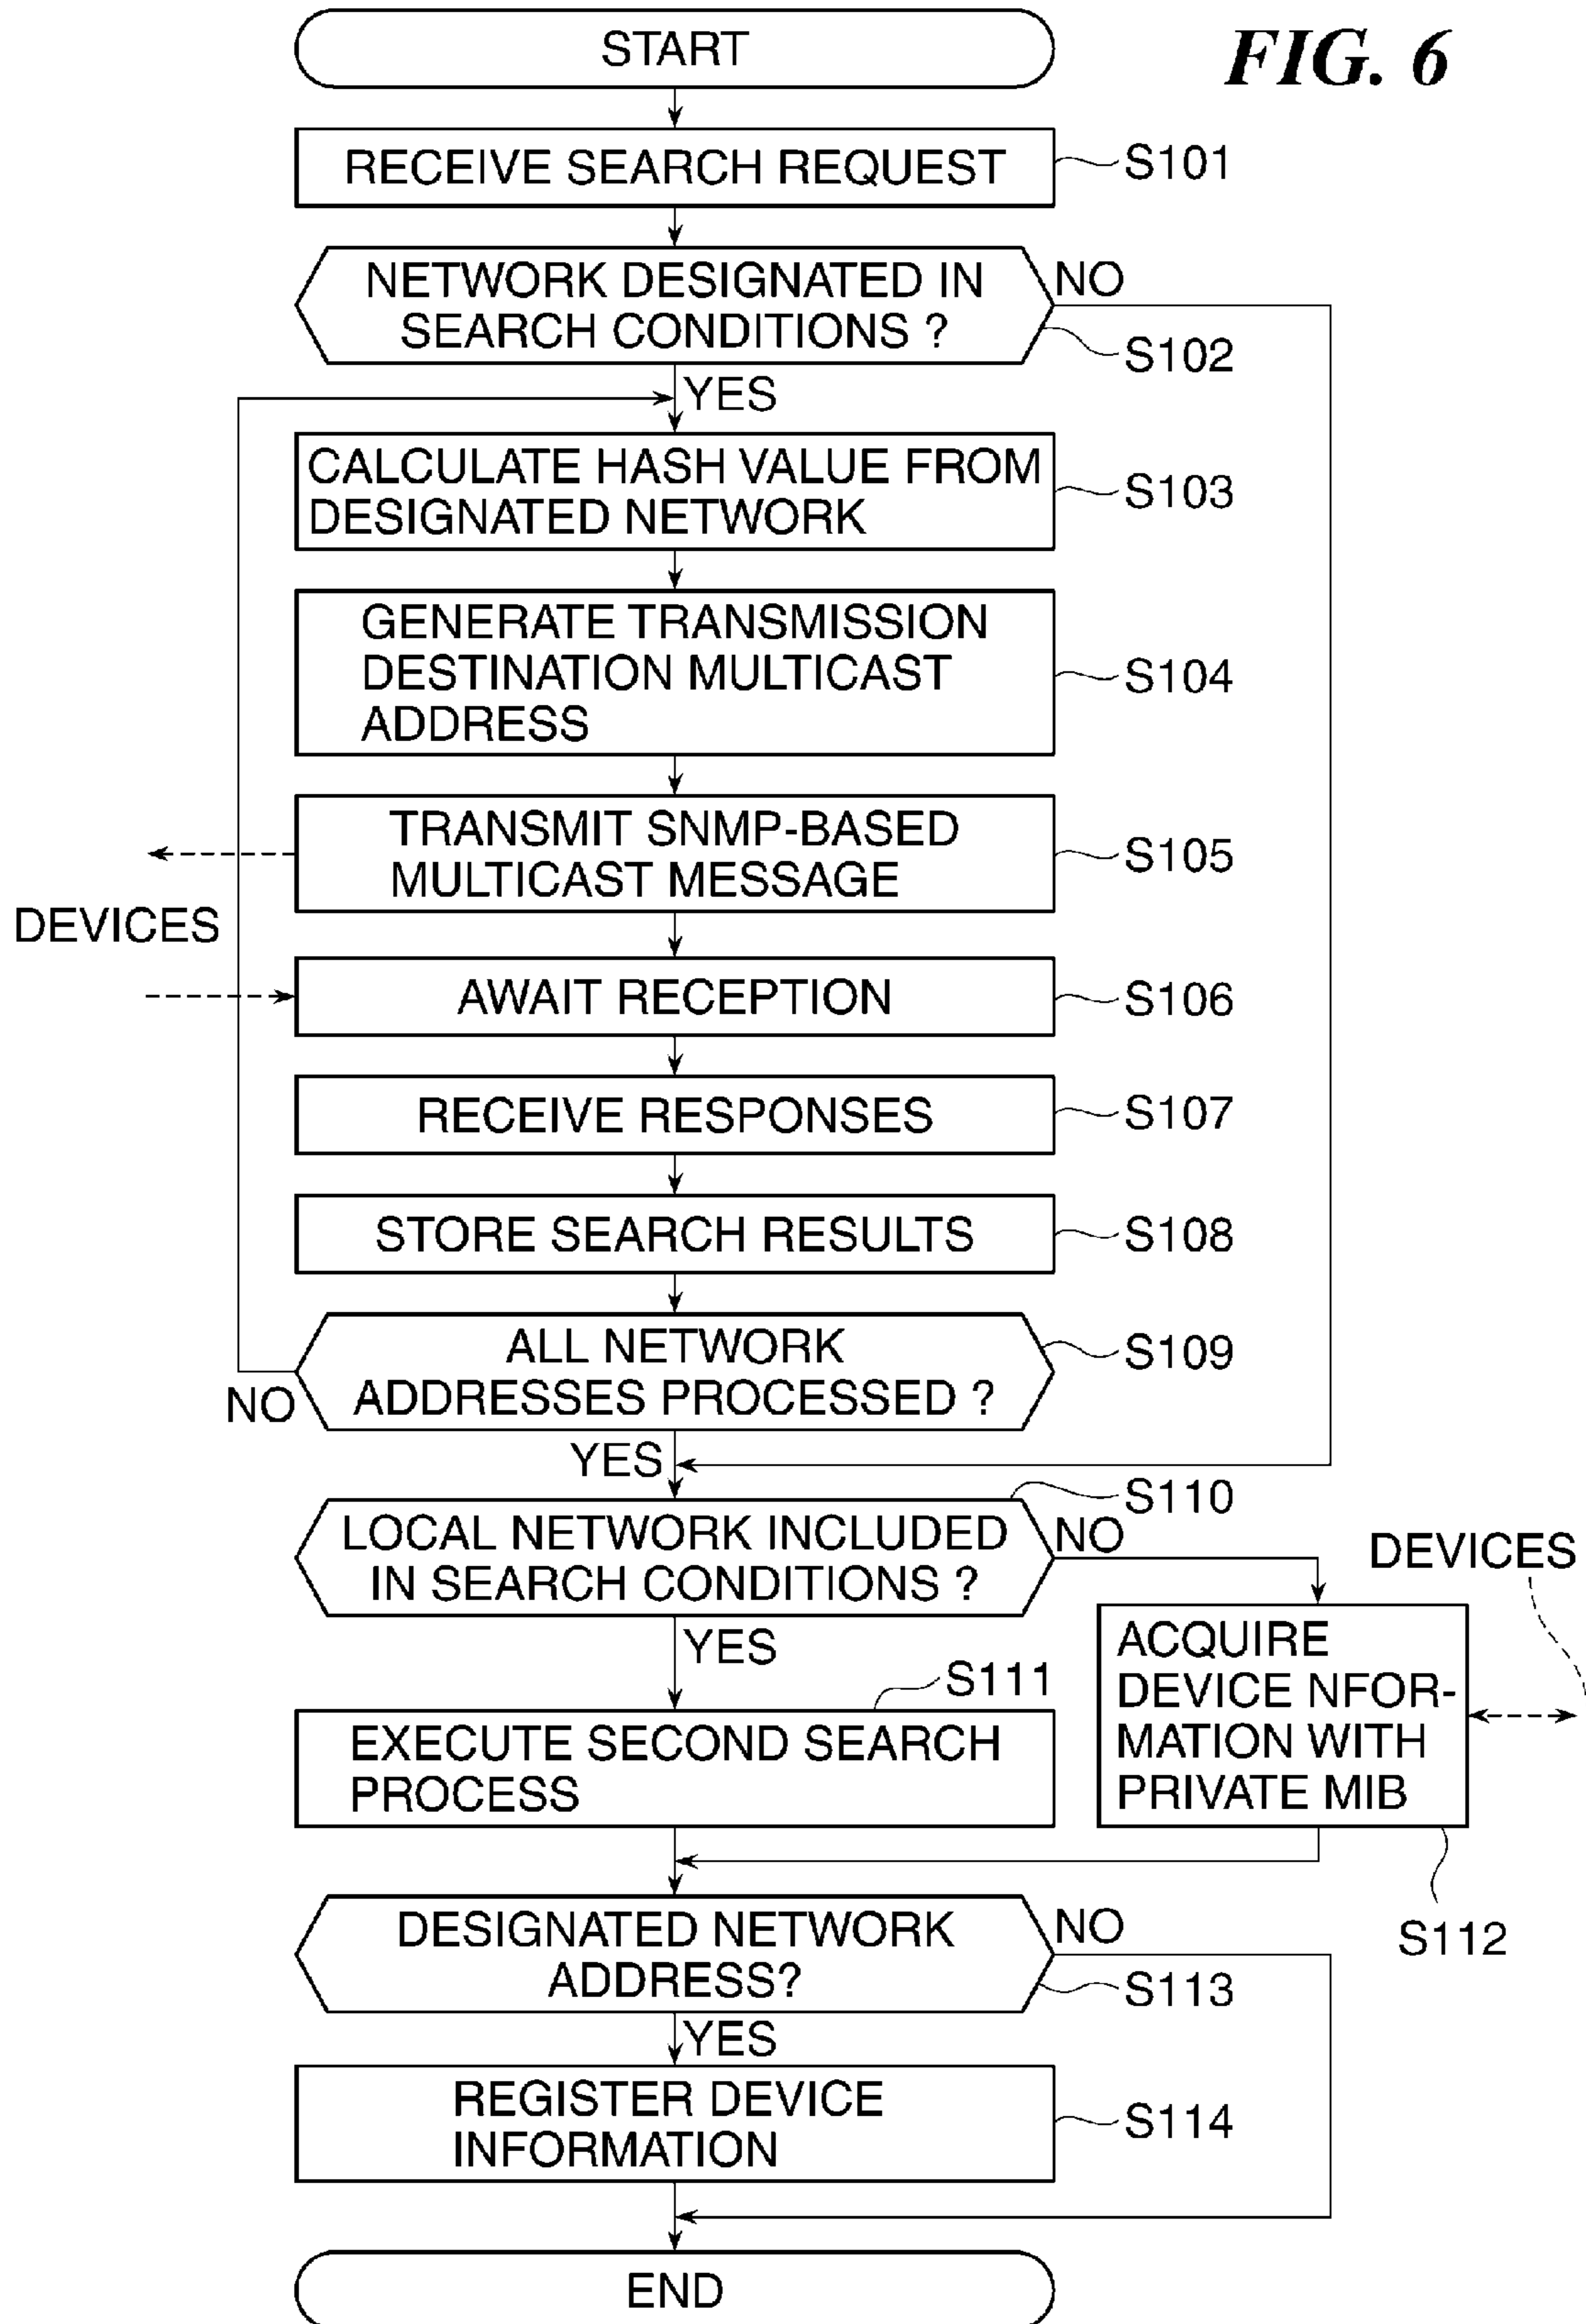 START
FIG. 6
RECEIVE SEARCH REQUEST
S101
NETWORK DESIGNATED IN
SEARCH CONDITIONS ?
NO
S102
YES
CALCULATE HASH VALUE FROM
DESIGNATED NETWORK
S103
GENERATE TRANSMISSION
DESTINATION MULTICAST
ADDRESS
S104
TRANSMIT SNMP-BASED
MULTICAST MESSAGE
S105
DEVICES
AWAIT RECEPTION
S106
RECEIVE RESPONSES
S107
STORE SEARCH RESULTS
S108
ALL NETWORK
ADDRESSES PROCESSED ?
S109
NO
YES
S110
LOCAL NETWORK INCLUDED
IN SEARCH CONDITIONS ?
NO
DEVICES
YES
ACQUIRE
DEVICE NFOR-
MATION WITH
PRIVATE MIB
S111
EXECUTE SECOND SEARCH
PROCESS
S112
DESIGNATED NETWORK
ADDRESS?
NO
S113
YES
REGISTER DEVICE
INFORMATION
S114
END